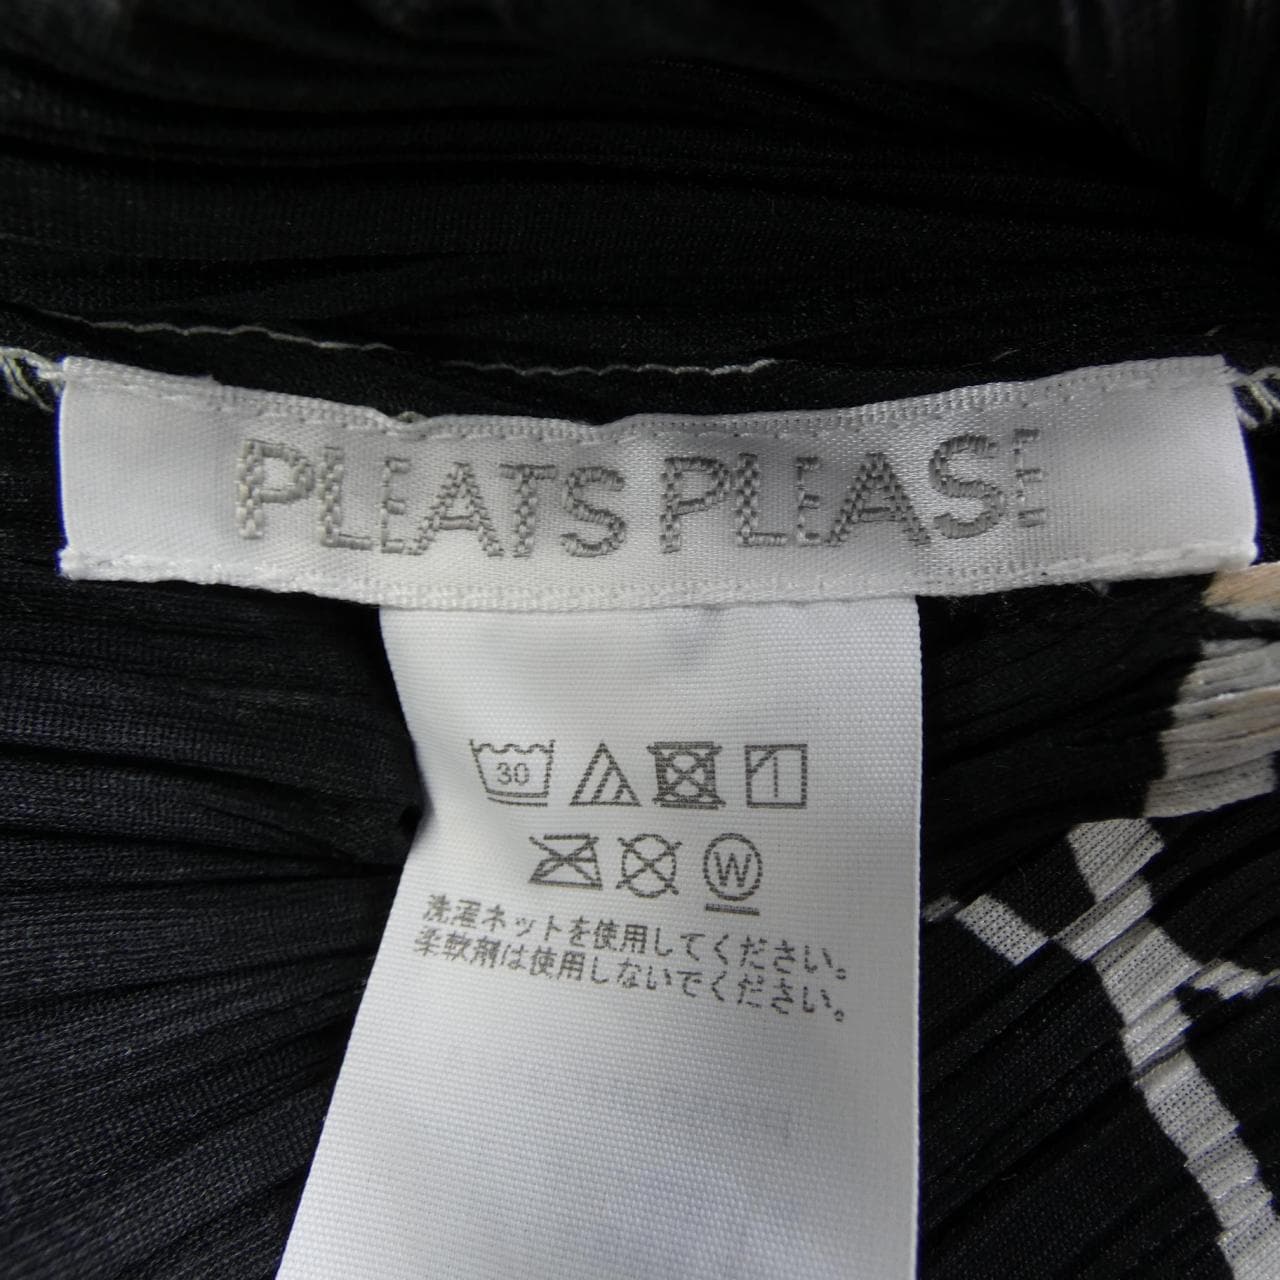 PLEATS PLEASE
30
W
洗濯ネットを使用してください。
柔軟剤は使用しないでください。